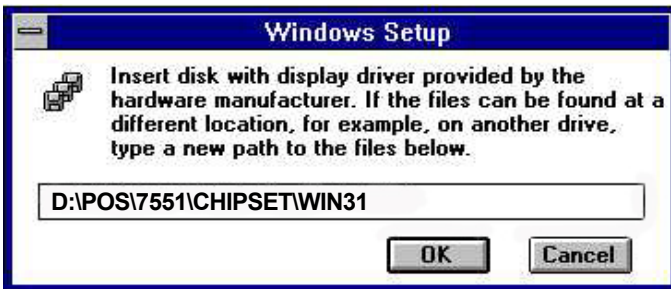 Windows Setup
Insert disk with display driver provided by the
hardware manufacturer. If the files can be found at a
different location, for example, on another drive,
type a new path to the files below.
D:\POS\7551\CHIPSET\WIN31
OK Cancel